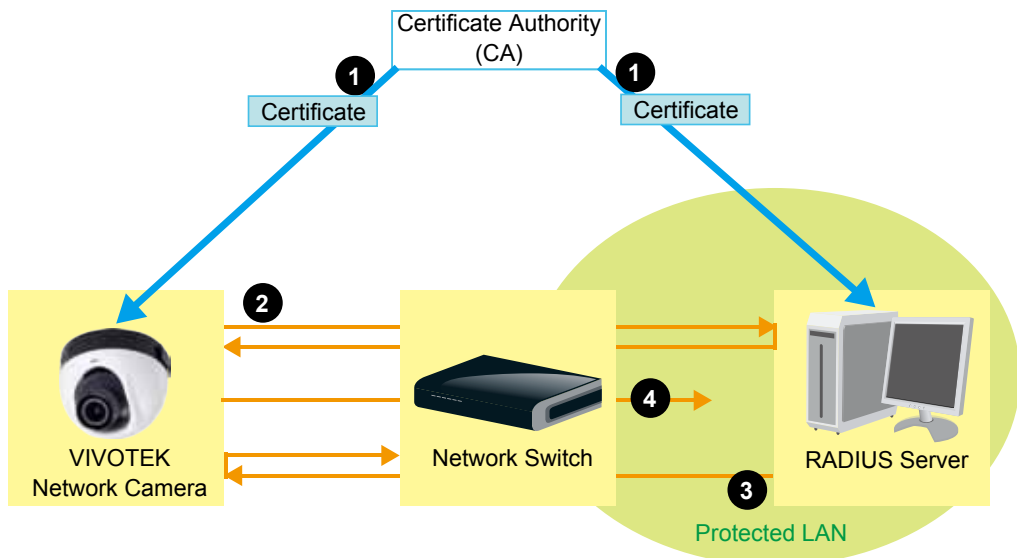 Certificate Authority
(CA)
1
1
Certificate
Certificate
2
4
VIVOTEK
Network Camera
Network Switch
RADIUS Server
3
Protected LAN